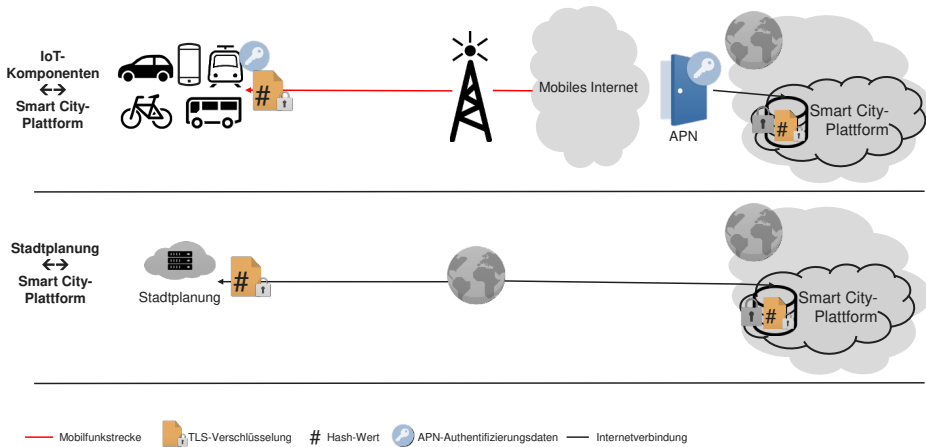 IoT-
Komponenten
<-->
Smart City-
Plattform
#
Mobiles Internet
APN
#
Smart City-
Plattform
Stadtplanung
<-->
Smart City-
Plattform
Stadtplanung
#
#
Smart City-
Plattform
Mobilfunkstrecke
TLS-Verschlüsselung
# Hash-Wert
APN-Authentifizierungsdaten
Internetverbindung